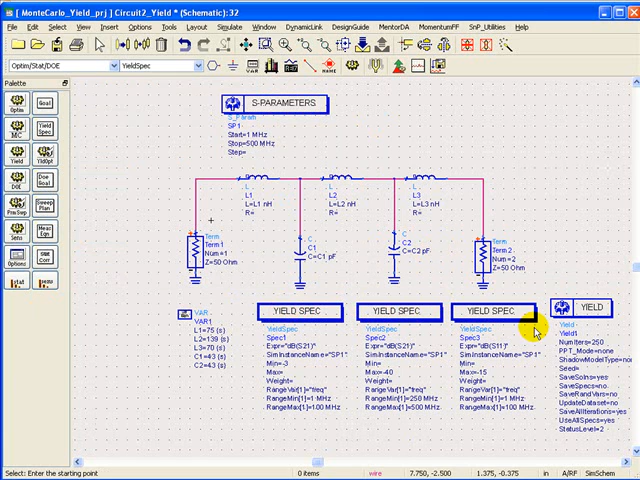 [ MonteCarlo_Yield_prj ] Circuit2_Yield * (Schematic):32
File Edit Select View Insert Options Tools Layout Simulate Window DynamicLink DesignGuide MentorDA MomentumFF SnP_Utilities Help
Optim/Stat/DOE YieldSpec
VAR
NAME
Palette
Optim Goal
M/C Yield Spec
Yield YldOpt
DOE Doe Goal
PrmSwp Sweep Plan
Sens Meas Eqn
Options Stat Corr
stat meas
S-PARAMETERS
S_Param
SP1
Start=1 MHz
Stop=500 MHz
Step=
L
L1
L=L1 nH
R=
L
L2
L=L2 nH
R=
L
L3
L=L3 nH
R=
Term
Term1
Num=1
Z=50 Ohm
C
C1
C=C1 pF
C
C2
C=C2 pF
Term
Term2
Num=2
Z=50 Ohm
VAR
VAR1
L1=75 {s}
L2=139 {s}
L3=70 {s}
C1=43 {s}
C2=43 {s}
YIELD SPEC
YieldSpec
Spec1
Expr="dB(S21)"
SimInstanceName="SP1"
Min=-3
Max=
Weight=
RangeVar[1]="freq"
RangeMin[1]=1 MHz
RangeMax[1]=100 MHz
YIELD SPEC
YieldSpec
Spec2
Expr="dB(S21)"
SimInstanceName="SP1"
Min=
Max=-40
Weight=
RangeVar[1]="freq"
RangeMin[1]=250 MHz
RangeMax[1]=500 MHz
YIELD SPEC
YieldSpec
Spec3
Expr="dB(S11)"
SimInstanceName="SP1"
Min=
Max=-15
Weight=
RangeVar[1]="freq"
RangeMin[1]=1 MHz
RangeMax[1]=100 MHz
YIELD
Yield
Yield1
NumIters=250
PPT_Mode=none
ShadowModelType=non
Seed=
SaveSolns=yes
SaveSpecs=no
SaveRandVars=no
UpdateDataset=no
SaveAllIterations=yes
UseAllSpecs=yes
StatusLevel=2
Select: Enter the starting point 0 items wire 7.750, -2.500 1.375, -0.375 in A/RF SimSchem